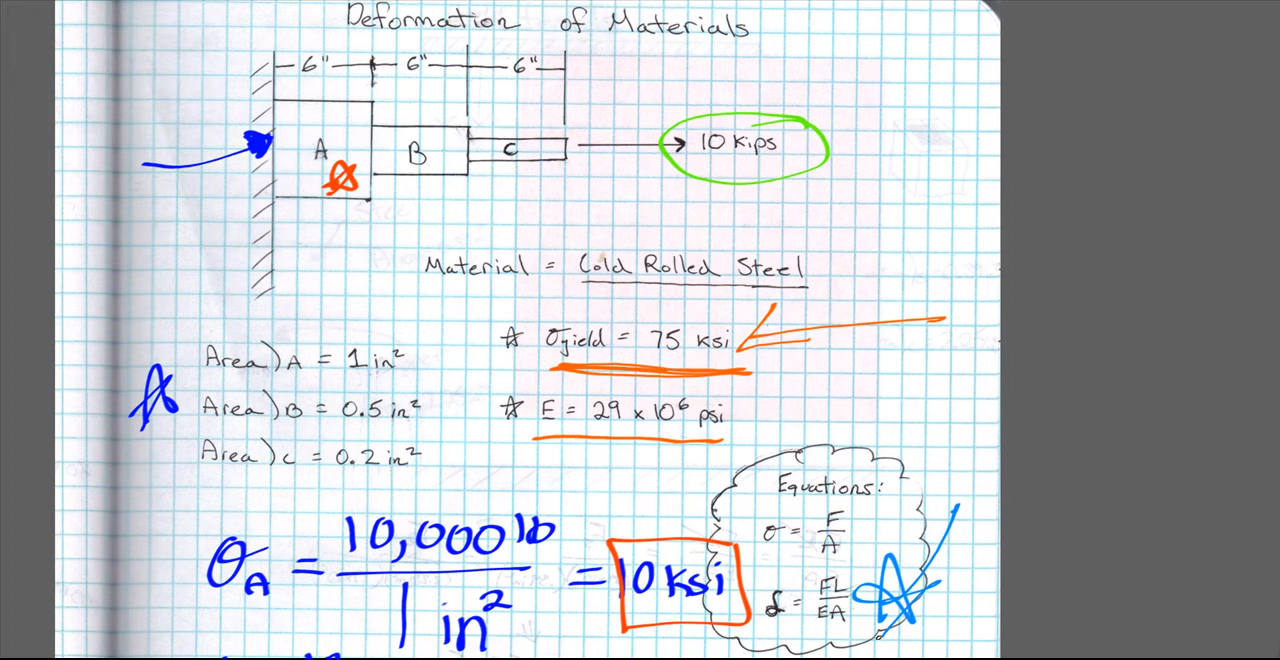 Deformation of Materials
6" 6" 6"
A B C 10 Kips
Material = Cold Rolled Steel
☆ σyield = 75 ksi
Area)A = 1 in²
Area)B = 0.5 in²
☆ E = 29 x 10⁶ psi
Area)c = 0.2 in²
Equations:
σ = F/A
δ = FL/EA
σA = 10,000 lb / 1 in² = 10 ksi